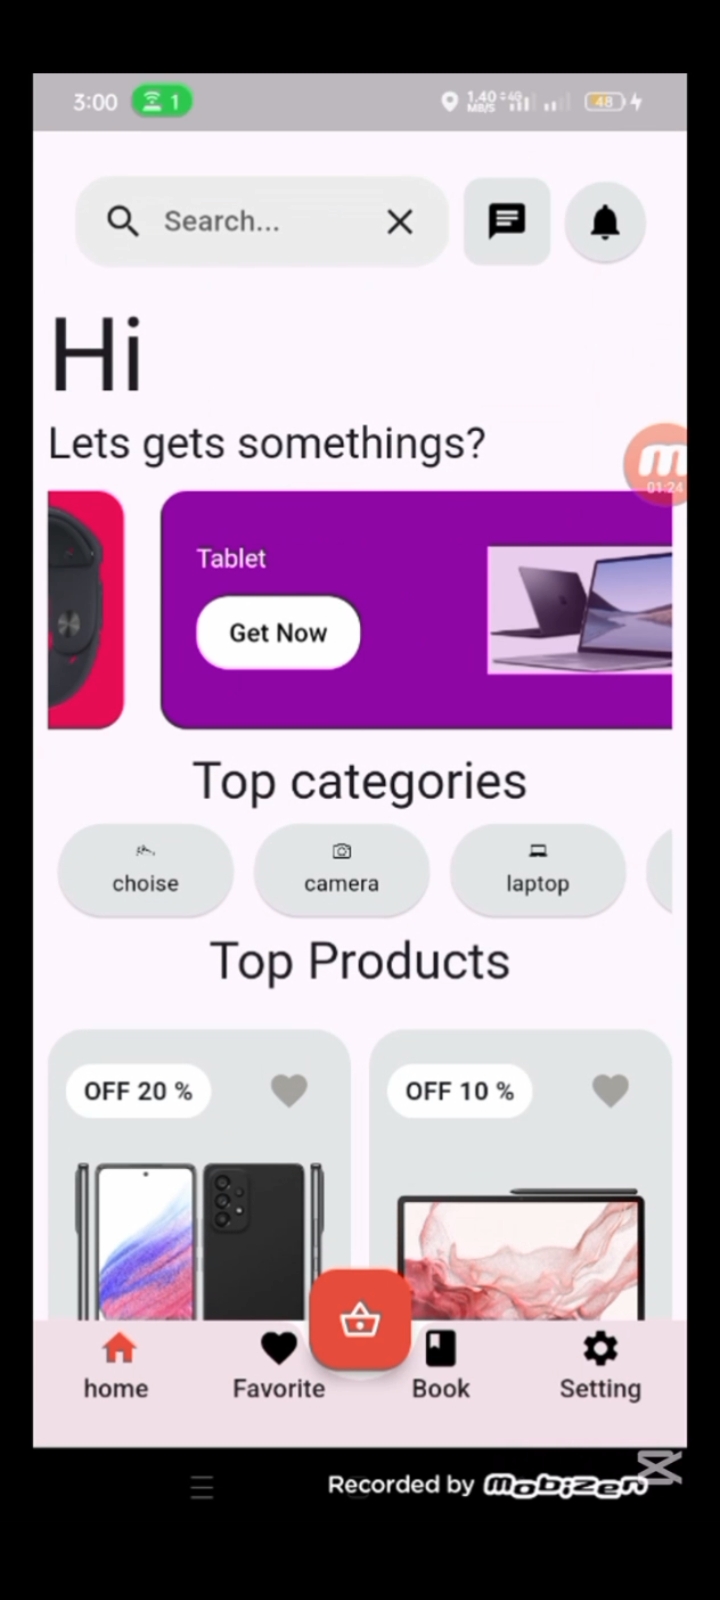 3:00 1 1.40 MB/S 4G 48
Search...
Hi
Lets gets somethings?
01:24
Tablet
Get Now
Top categories
choise camera laptop
Top Products
OFF 20 % OFF 10 %
home Favorite Book Setting
Recorded by mobizen